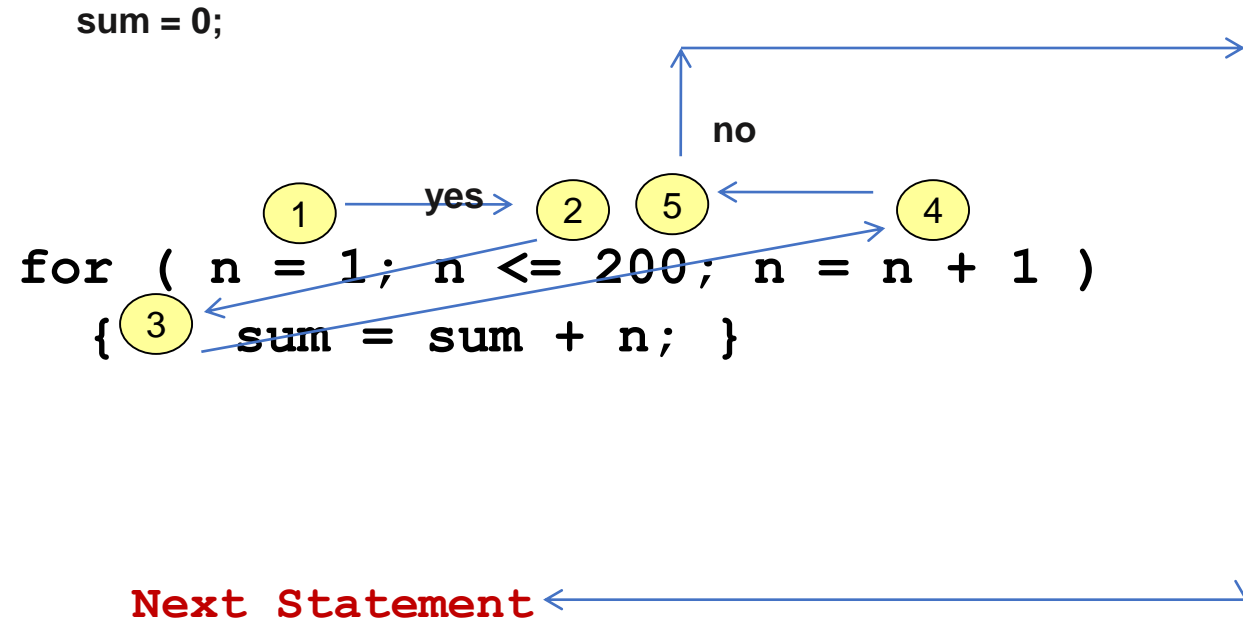 sum = 0;
no
1 yes 2 5 4
for ( n = 1; n <= 200; n = n + 1 )
{ 3 sum = sum + n; }
Next Statement